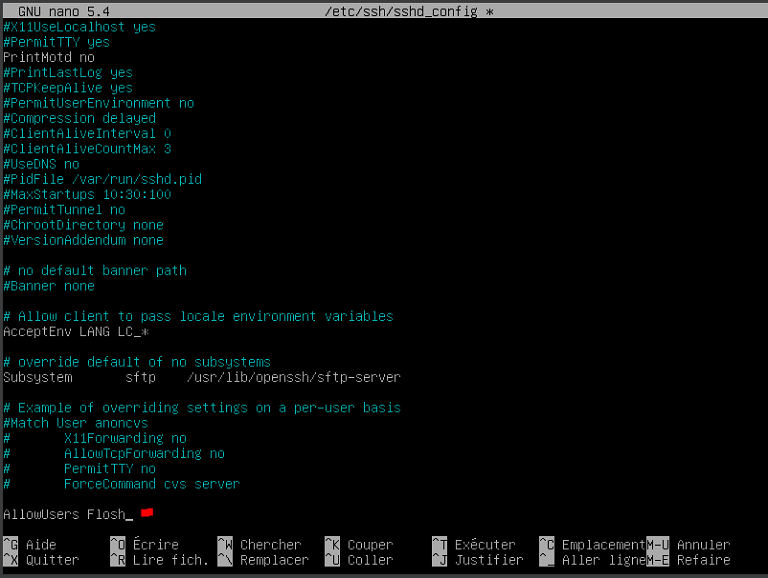 GNU nano 5.4 /etc/ssh/sshd_config *
#X11UseLocalhost yes
#PermitTTY yes
PrintMotd no
#PrintLastLog yes
#TCPKeepAlive yes
#PermitUserEnvironment no
#Compression delayed
#ClientAliveInterval 0
#ClientAliveCountMax 3
#UseDNS no
#PidFile /var/run/sshd.pid
#MaxStartups 10:30:100
#PermitTunnel no
#ChrootDirectory none
#VersionAddendum none
# no default banner path
#Banner none
# Allow client to pass locale environment variables
AcceptEnv LANG LC_*
# override default of no subsystems
Subsystem sftp /usr/lib/openssh/sftp-server
# Example of overriding settings on a per-user basis
#Match User anoncvs
# X11Forwarding no
# AllowTcpForwarding no
# PermitTTY no
# ForceCommand cvs server
AllowUsers Flosh_
^G Aide ^O Écrire ^W Chercher ^K Couper ^T Exécuter ^C Emplacement M-U Annuler
^X Quitter ^R Lire fich. ^\ Remplacer ^U Coller ^J Justifier ^_ Aller ligne M-E Refaire